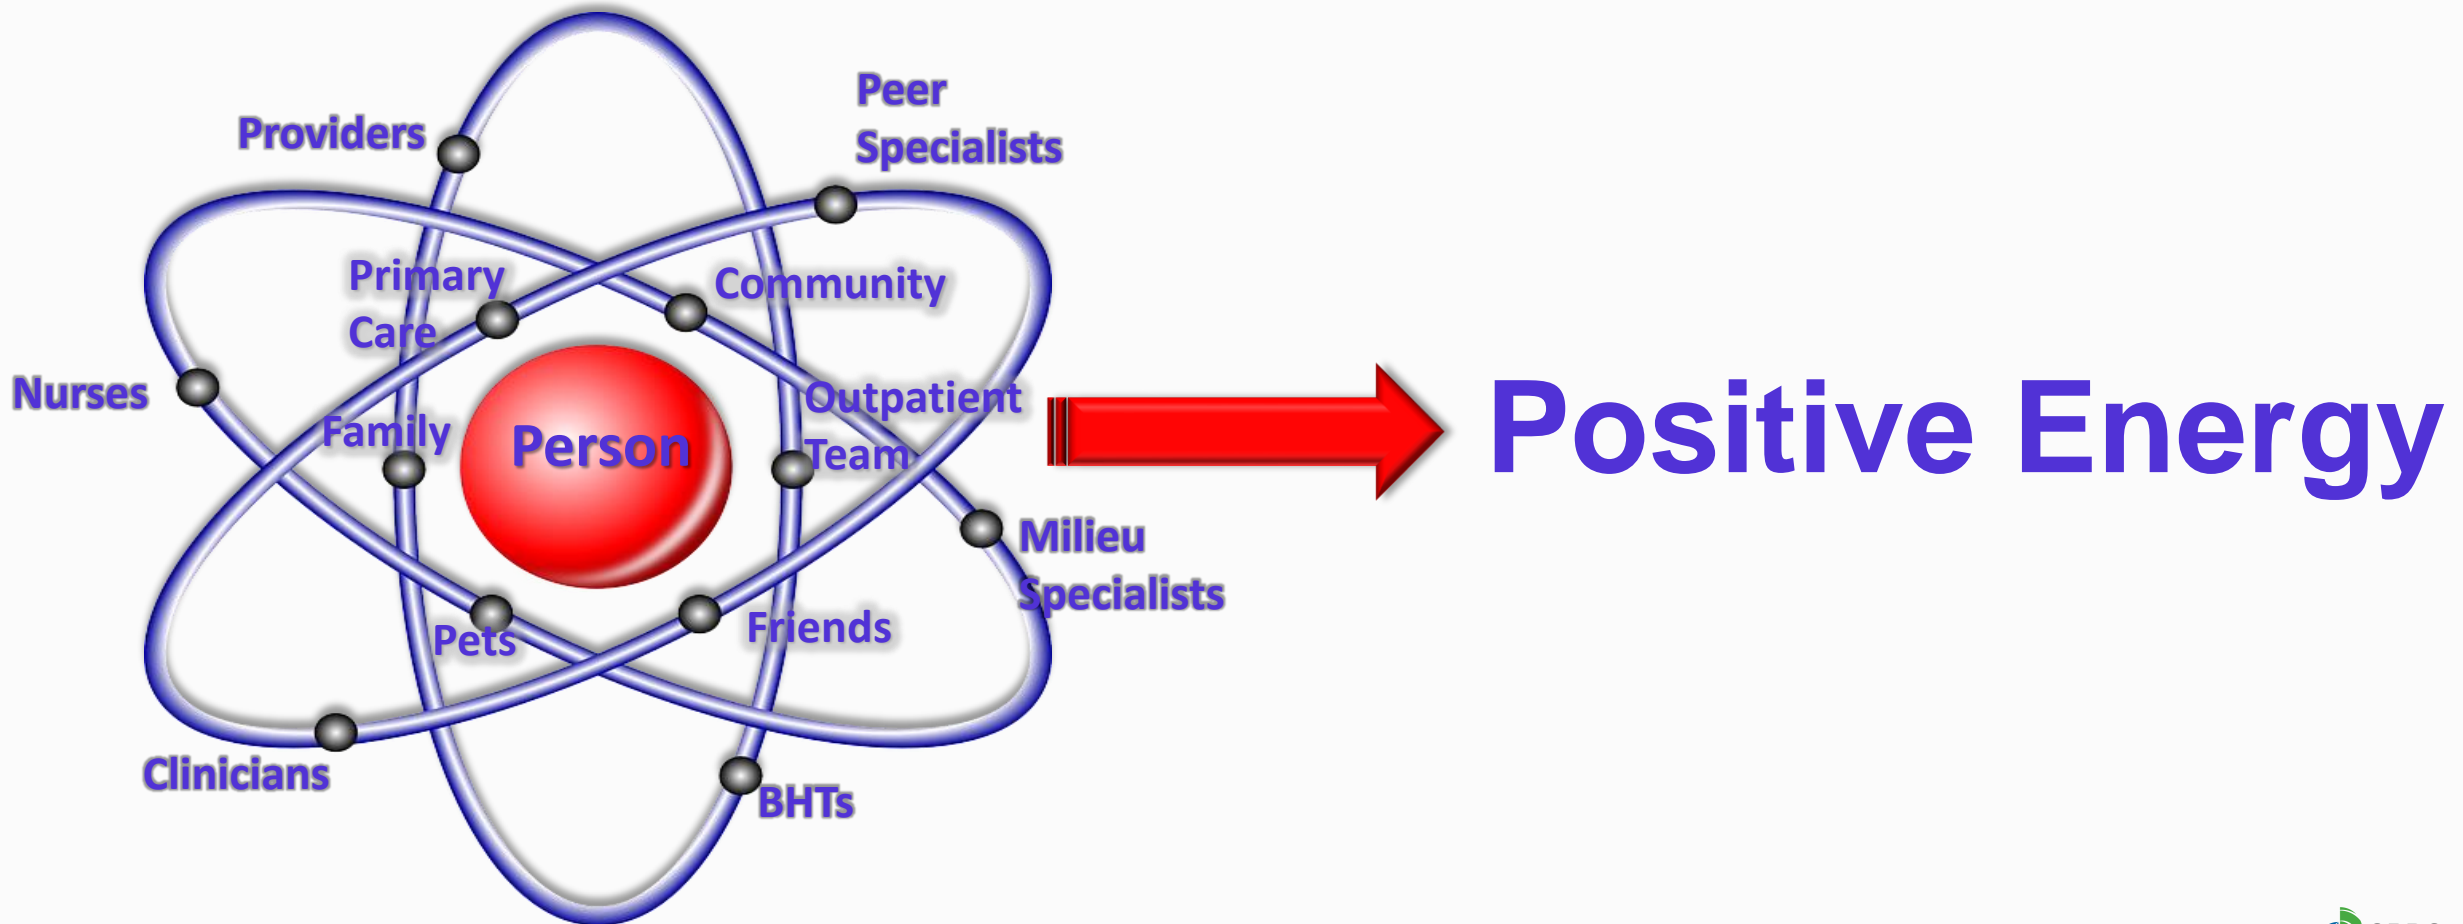 Peer
Specialists
Providers
Primary
Care
Community
Nurses
Family
Person
Outpatient
Team
Positive Energy
Milieu
Specialists
Pets
Friends
Clinicians
BHTs